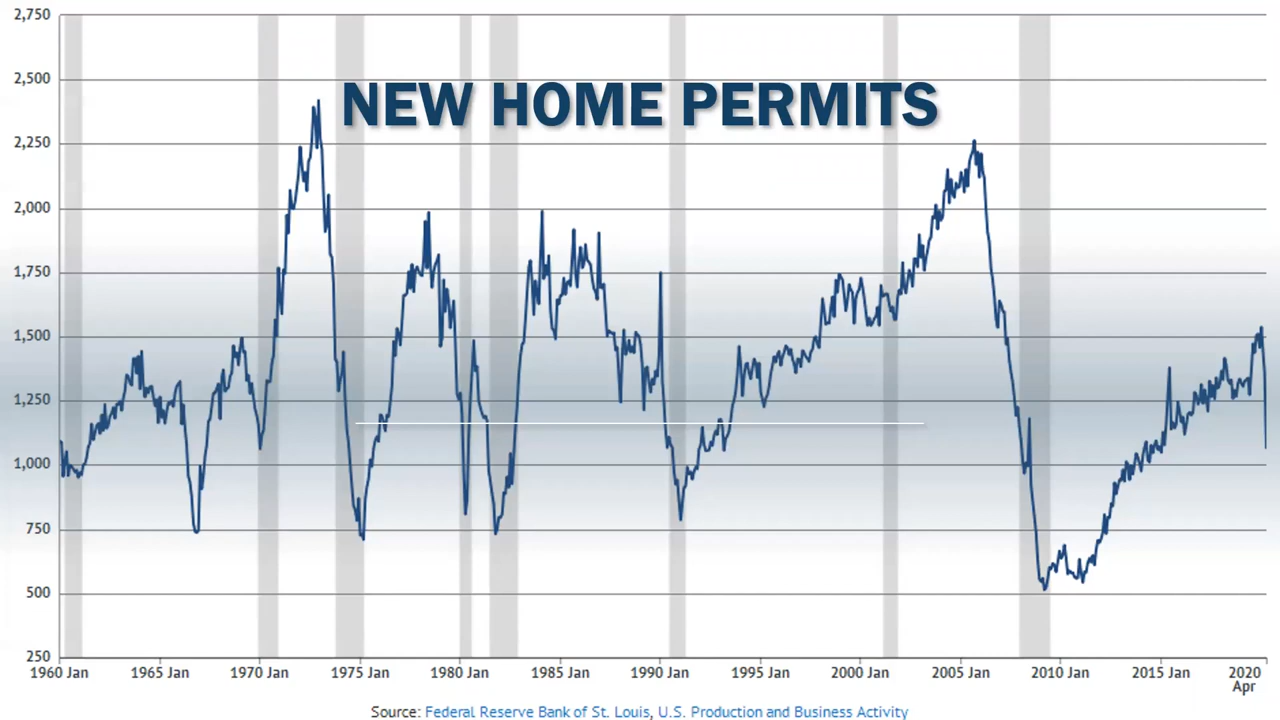 NEW HOME PERMITS
2,750
2,500
2,250
2,000
1,750
1,500
1,250
1,000
750
500
250
1960 Jan 1965 Jan 1970 Jan 1975 Jan 1980 Jan 1985 Jan 1990 Jan 1995 Jan 2000 Jan 2005 Jan 2010 Jan 2015 Jan 2020
Apr
Source: Federal Reserve Bank of St. Louis, U.S. Production and Business Activity